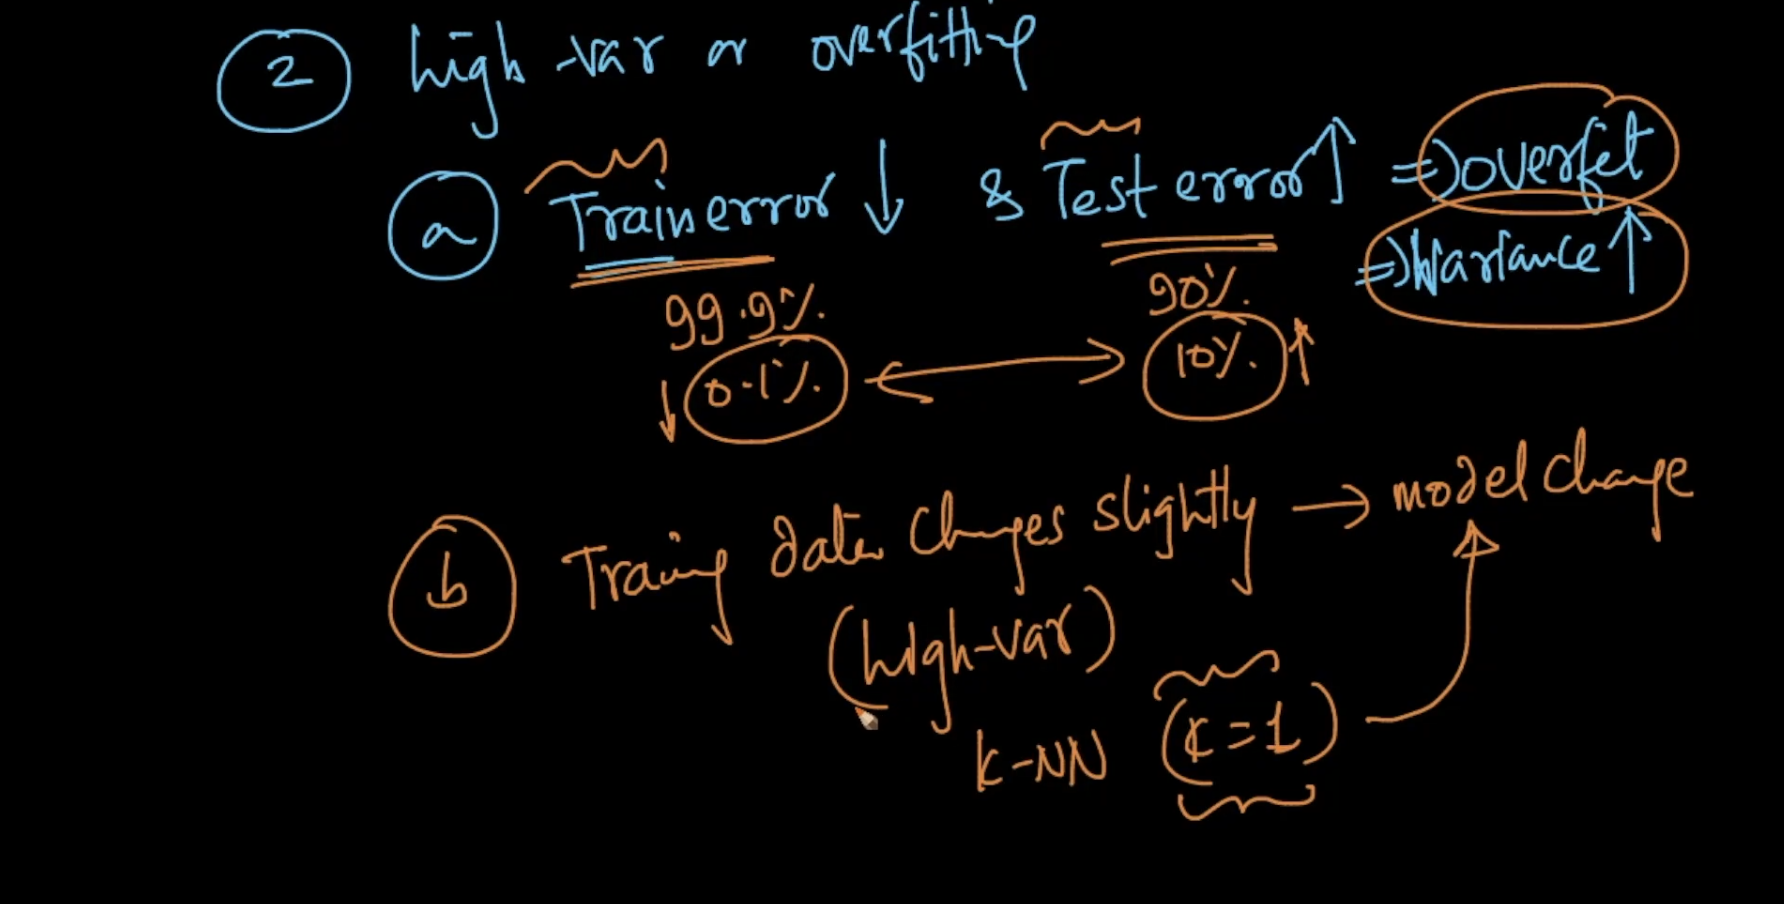 2 high-var or overfitting
a Train error ↓ & Test error ↑ => overfit
=> Variance ↑
99.9% 90%
↓ 0.1% ↔ 10% ↑
b Traing data changes slightly → model change
(high-var)
K-NN (K=1)